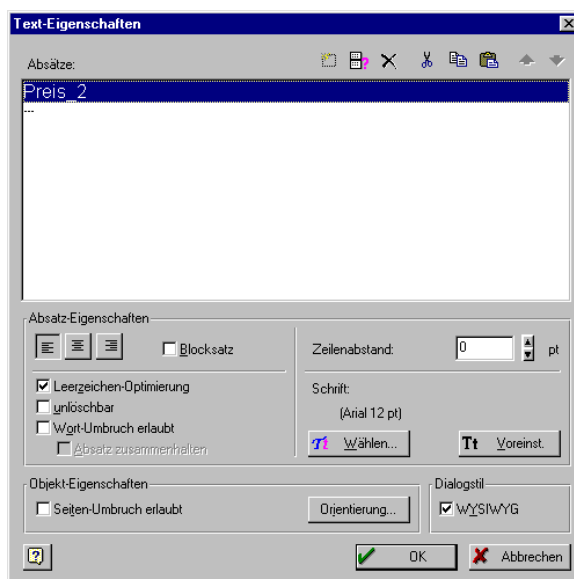 Text-Eigenschaften
Absätze:
Preis_2
---
Absatz-Eigenschaften
Blocksatz
Zeilenabstand: 0 pt
Leerzeichen-Optimierung
Schrift:
unlöschbar
(Arial 12 pt)
Wort-Umbruch erlaubt
Absatz zusammenhalten
Wählen...
Tt Voreinst.
Objekt-Eigenschaften
Dialogstil
Seiten-Umbruch erlaubt
Orientierung...
WYSIWYG
OK
Abbrechen